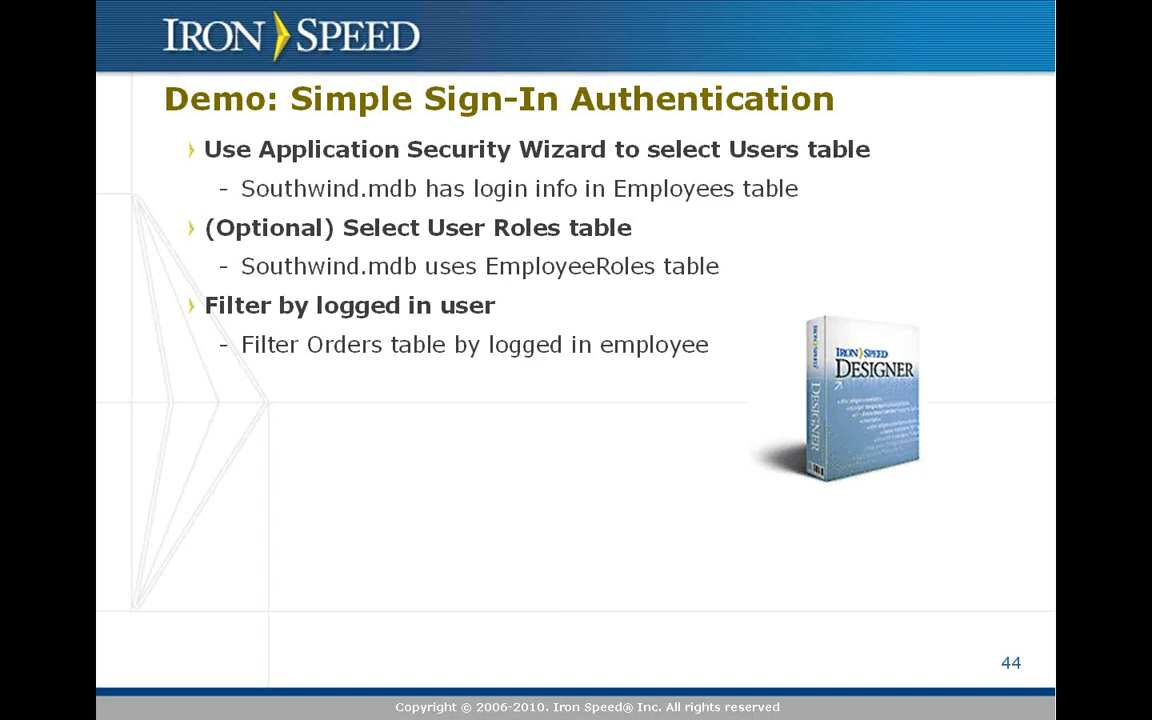 IRON SPEED
Demo: Simple Sign-In Authentication
Use Application Security Wizard to select Users table
- Southwind.mdb has login info in Employees table
(Optional) Select User Roles table
- Southwind.mdb uses EmployeeRoles table
Filter by logged in user
- Filter Orders table by logged in employee
IRON SPEED
DESIGNER
IRON SPEED
DESIGNER
44
Copyright © 2006-2010. Iron Speed® Inc. All rights reserved